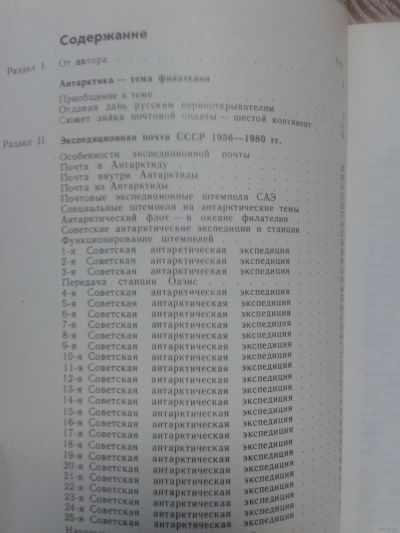 Содержание
Раздел I. От автора
Антарктика — тема филателии
Приобщение к теме
Отдавая дань русским первооткрывателям
Сюжет знака почтовой оплаты — шестой континент
Раздел II. Экспедиционная почта СССР 1956—1980 гг.
Особенности экспедиционной почты
Почта в Антарктиду
Почта внутри Антарктиды
Почта из Антарктиды
Почтовые экспедиционные штемпеля САЭ
Специальные штемпеля на антарктические темы
Антарктический флот — в океане филателии
Советские антарктические экспедиции и станции
Функционирование штемпелей
1-я Советская антарктическая экспедиция
2-я Советская антарктическая экспедиция
3-я Советская антарктическая экспедиция
Передача станции Оазис
4-я Советская антарктическая экспедиция
5-я Советская антарктическая экспедиция
6-я Советская антарктическая экспедиция
7-я Советская антарктическая экспедиция
8-я Советская антарктическая экспедиция
9-я Советская антарктическая экспедиция
10-я Советская антарктическая экспедиция
11-я Советская антарктическая экспедиция
12-я Советская антарктическая экспедиция
13-я Советская антарктическая экспедиция
14-я Советская антарктическая экспедиция
15-я Советская антарктическая экспедиция
16-я Советская антарктическая экспедиция
17-я Советская антарктическая экспедиция
18-я Советская антарктическая экспедиция
19-я Советская антарктическая экспедиция
20-я Советская антарктическая экспедиция
21-я Советская антарктическая экспедиция
22-я Советская антарктическая экспедиция
23-я Советская антарктическая экспедиция
24-я Советская антарктическая экспедиция
25-я Советская антарктическая экспедиция